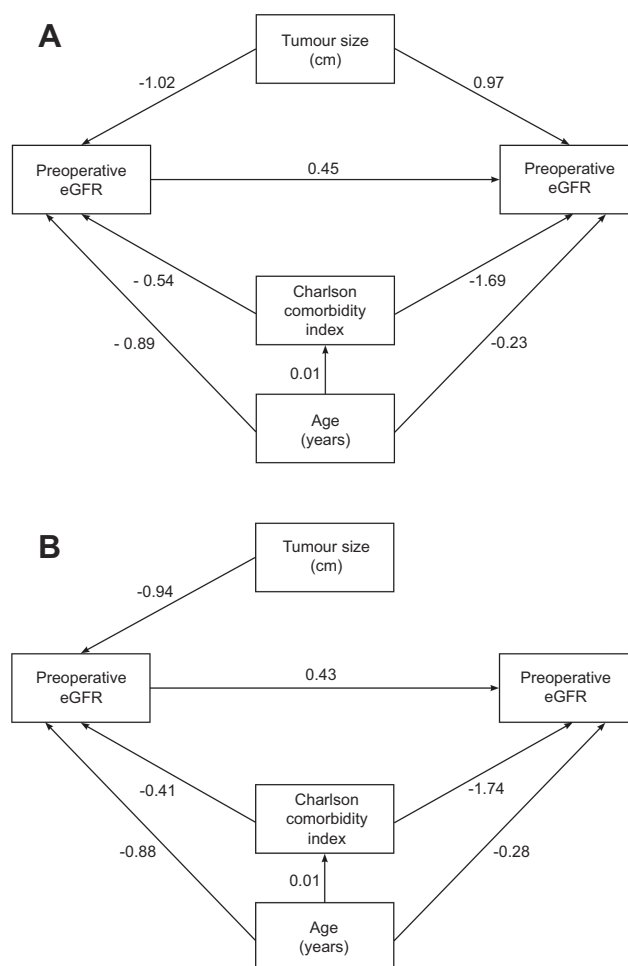 A
Tumour size
(cm)
-1.02
0.97
Preoperative
eGFR
0.45
Preoperative
eGFR
- 0.54
Charlson
comorbidity
index
-1.69
- 0.89
-0.23
0.01
Age
(years)
B
Tumour size
(cm)
-0.94
Preoperative
eGFR
0.43
Preoperative
eGFR
-0.41
Charlson
comorbidity
index
-1.74
-0.88
-0.28
0.01
Age
(years)